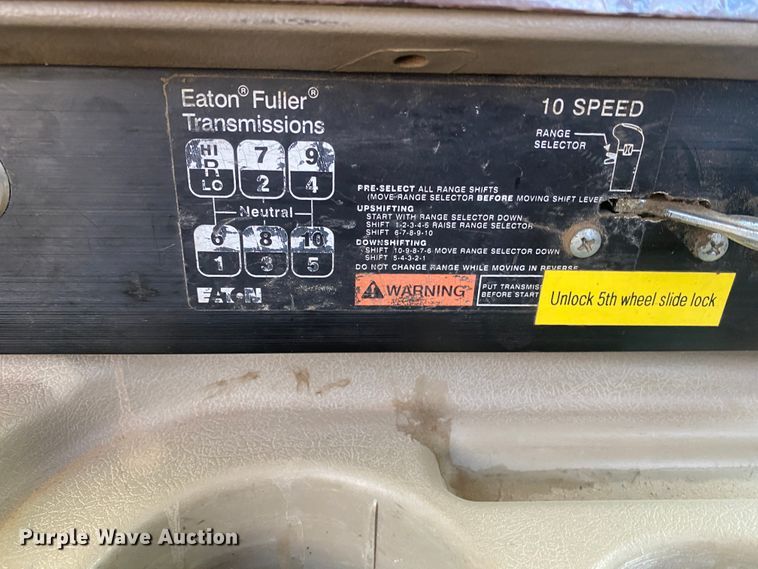 Eaton® Fuller®
Transmissions
10 SPEED
RANGE
SELECTOR
HI
R
LO
7
2
9
4
Neutral
6
1
8
3
10
5
EATON
PRE-SELECT ALL RANGE SHIFTS
(MOVE RANGE SELECTOR BEFORE MOVING SHIFT LEVER
UPSHIFTING
START WITH RANGE SELECTOR DOWN
SHIFT 1-2-3-4-5 RAISE RANGE SELECTOR
SHIFT 6-7-8-9-10
DOWNSHIFTING
SHIFT 10-9-8-7-6 MOVE RANGE SELECTOR DOWN
SHIFT 5-4-3-2-1
DO NOT CHANGE RANGE WHILE MOVING IN REVERSE
WARNING
PUT TRANSMISS
BEFORE START
Unlock 5th wheel slide lock
Purple Wave Auction